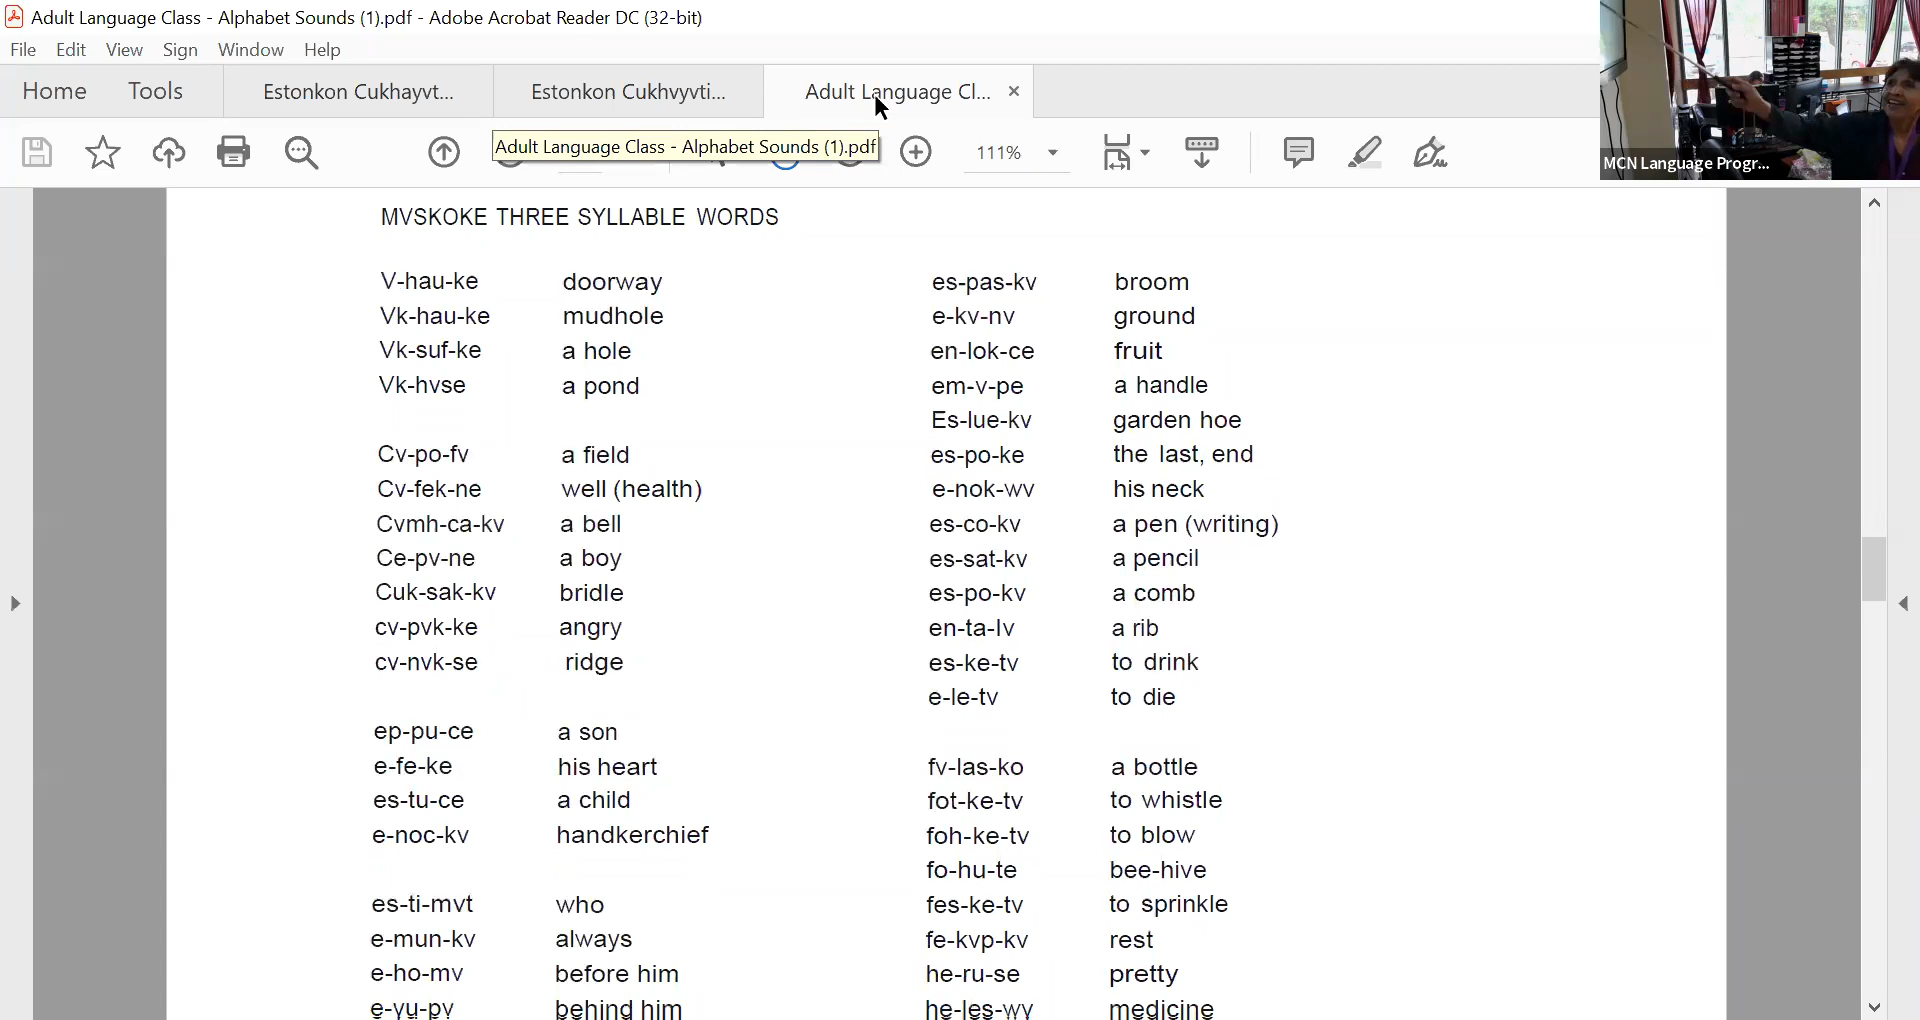 Adult Language Class - Alphabet Sounds (1).pdf - Adobe Acrobat Reader DC (32-bit)
File Edit View Sign Window Help
Home Tools Estonkon Cukhayvt... Estonkon Cukhvyvti... Adult Language Cl... ×
Adult Language Class - Alphabet Sounds (1).pdf
111%
MCN Language Progr...
MVSKOKE THREE SYLLABLE WORDS
V-hau-ke doorway
Vk-hau-ke mudhole
Vk-suf-ke a hole
Vk-hvse a pond
Cv-po-fv a field
Cv-fek-ne well (health)
Cvmh-ca-kv a bell
Ce-pv-ne a boy
Cuk-sak-kv bridle
cv-pvk-ke angry
cv-nvk-se ridge
ep-pu-ce a son
e-fe-ke his heart
es-tu-ce a child
e-noc-kv handkerchief
es-ti-mvt who
e-mun-kv always
e-ho-mv before him
e-yu-pv behind him
es-pas-kv broom
e-kv-nv ground
en-lok-ce fruit
em-v-pe a handle
Es-lue-kv garden hoe
es-po-ke the last, end
e-nok-wv his neck
es-co-kv a pen (writing)
es-sat-kv a pencil
es-po-kv a comb
en-ta-lv a rib
es-ke-tv to drink
e-le-tv to die
fv-las-ko a bottle
fot-ke-tv to whistle
foh-ke-tv to blow
fo-hu-te bee-hive
fes-ke-tv to sprinkle
fe-kvp-kv rest
he-ru-se pretty
he-les-wv medicine